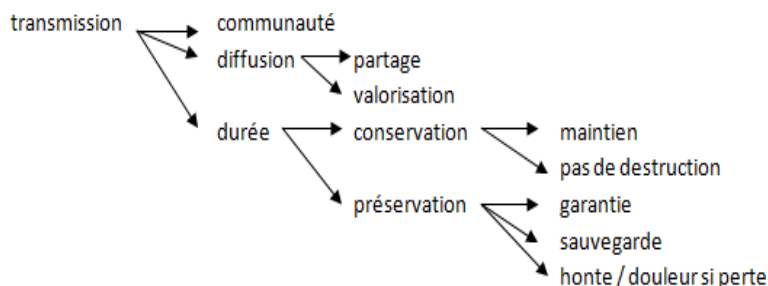 transmission communauté
diffusion partage
valorisation
durée conservation maintien
pas de destruction
préservation garantie
sauvegarde
honte / douleur si perte